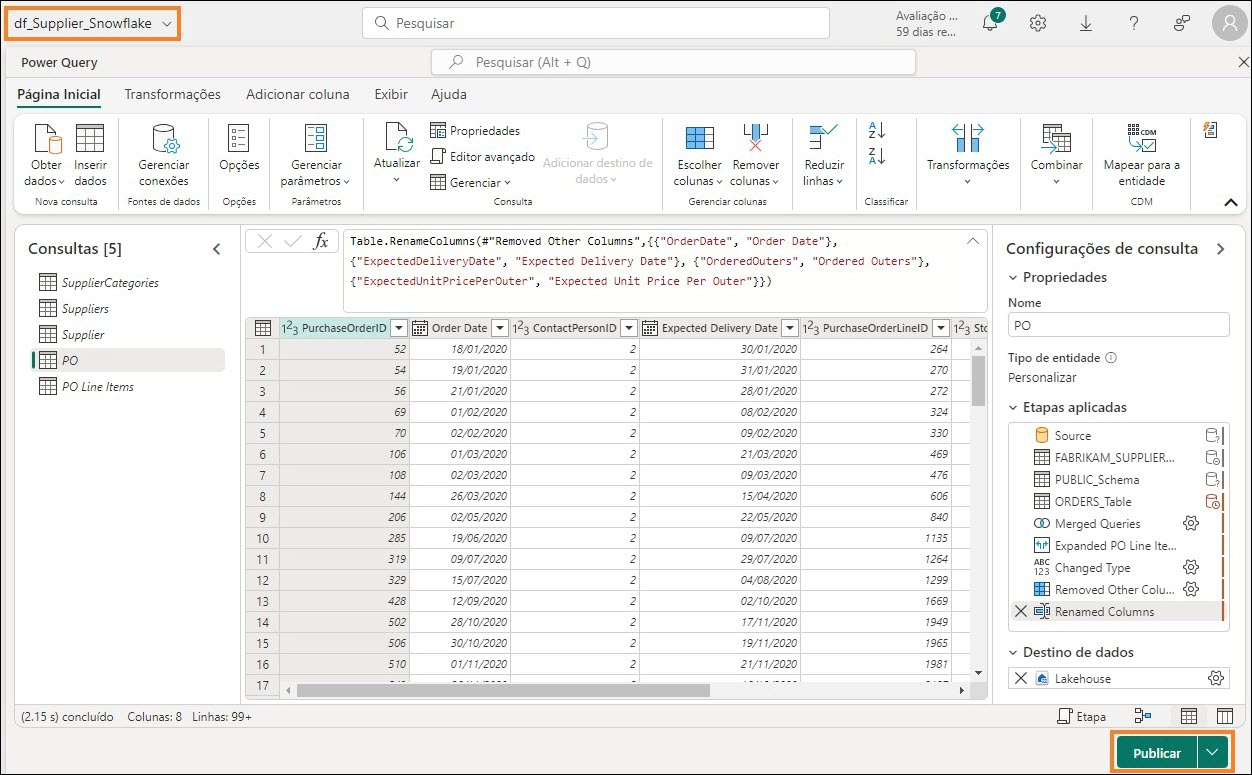 df_Supplier_Snowflake
Pesquisar
Avaliação ...
59 dias re...
7
Power Query
Pesquisar (Alt + Q)
Página Inicial Transformações Adicionar coluna Exibir Ajuda
Obter dados
Inserir dados
Nova consulta
Gerenciar conexões
Fontes de dados
Opções
Opções
Gerenciar parâmetros
Parâmetros
Atualizar
Propriedades
Editor avançado
Gerenciar
Adicionar destino de dados
Consulta
Escolher colunas
Remover colunas
Gerenciar colunas
Reduzir linhas
Classificar
Transformações
Combinar
Mapear para a entidade
CDM
Consultas [5]
SupplierCategories
Suppliers
Supplier
PO
PO Line Items
fx
Table.RenameColumns(#"Removed Other Columns",{{"OrderDate", "Order Date"},
{"ExpectedDeliveryDate", "Expected Delivery Date"}, {"OrderedOuters", "Ordered Outers"},
{"ExpectedUnitPricePerOuter", "Expected Unit Price Per Outer"}})
PurchaseOrderID Order Date ContactPersonID Expected Delivery Date PurchaseOrderLineID
1 52 18/01/2020 2 30/01/2020 264
2 54 19/01/2020 2 31/01/2020 270
3 56 21/01/2020 2 28/01/2020 272
4 69 01/02/2020 2 08/02/2020 324
5 70 02/02/2020 2 09/02/2020 330
6 106 01/03/2020 2 21/03/2020 469
7 108 02/03/2020 2 09/03/2020 476
8 144 26/03/2020 2 15/04/2020 606
9 206 02/05/2020 2 22/05/2020 840
10 285 19/06/2020 2 09/07/2020 1135
11 319 09/07/2020 2 29/07/2020 1264
12 329 15/07/2020 2 04/08/2020 1299
13 428 12/09/2020 2 02/10/2020 1669
14 502 28/10/2020 2 17/11/2020 1949
15 506 30/10/2020 2 19/11/2020 1965
16 510 01/11/2020 2 21/11/2020 1981
17
Configurações de consulta
Propriedades
Nome
PO
Tipo de entidade
Personalizar
Etapas aplicadas
Source
FABRIKAM_SUPPLIER...
PUBLIC_Schema
ORDERS_Table
Merged Queries
Expanded PO Line Ite...
Changed Type
Removed Other Colu...
Renamed Columns
Destino de dados
Lakehouse
(2.15 s) concluído Colunas: 8 Linhas: 99+
Etapa
Publicar